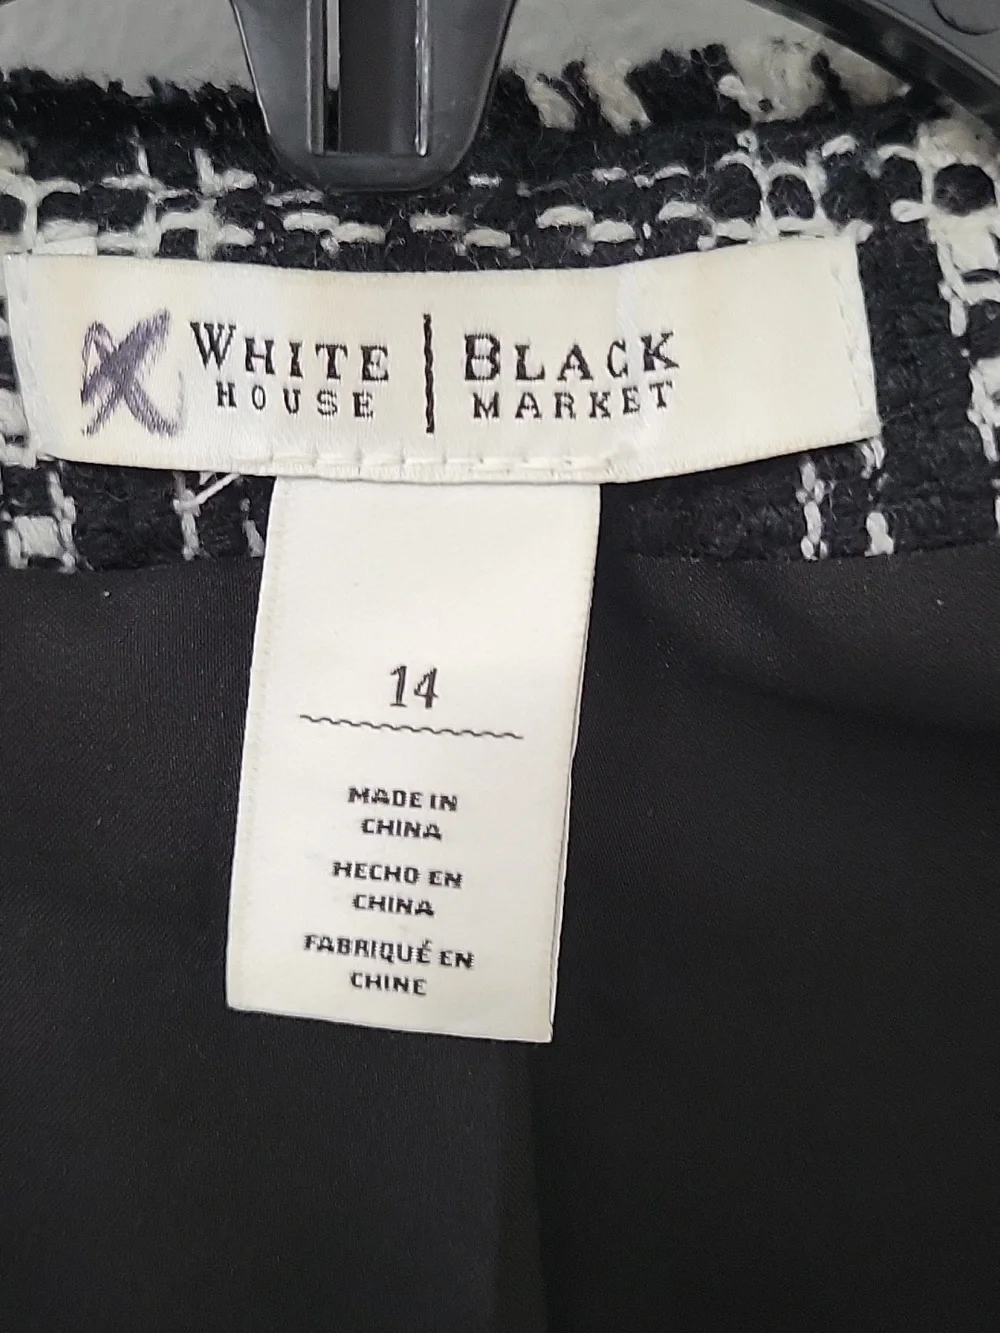 WHITE | BLACK
HOUSE | MARKET
14
MADE IN
CHINA
HECHO EN
CHINA
FABRIQUÉ EN
CHINE